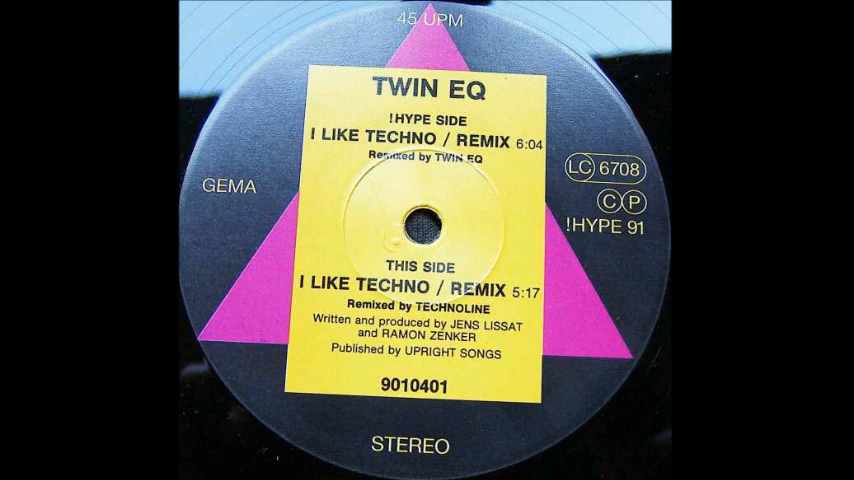 45 UPM
TWIN EQ
!HYPE SIDE
I LIKE TECHNO / REMIX 6:04
Remixed by TWIN EQ
LC 6708
GEMA
C P
!HYPE 91
THIS SIDE
I LIKE TECHNO / REMIX 5:17
Remixed by TECHNOLINE
Written and produced by JENS LISSAT
and RAMON ZENKER
Published by UPRIGHT SONGS
9010401
STEREO